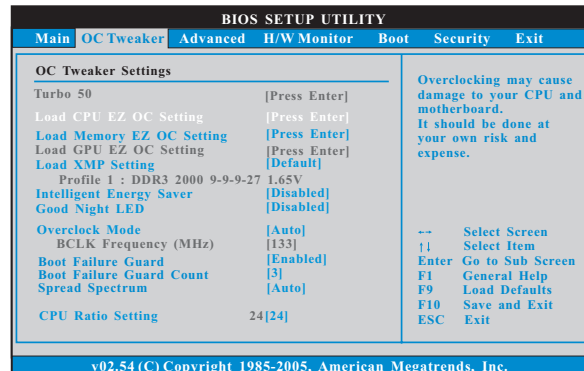 BIOS SETUP UTILITY
Main OC Tweaker Advanced H/W Monitor Boot Security Exit
OC Tweaker Settings
Turbo 50 [Press Enter]
Load CPU EZ OC Setting [Press Enter]
Load Memory EZ OC Setting [Press Enter]
Load GPU EZ OC Setting [Press Enter]
Load XMP Setting [Default]
Profile 1 : DDR3 2000 9-9-9-27 1.65V
Intelligent Energy Saver [Disabled]
Good Night LED [Disabled]
Overclock Mode [Auto]
BCLK Frequency (MHz) [133]
Boot Failure Guard [Enabled]
Boot Failure Guard Count [3]
Spread Spectrum [Auto]
CPU Ratio Setting 24[24]
Overclocking may cause
damage to your CPU and
motherboard.
It should be done at
your own risk and
expense.
←→ Select Screen
↑↓ Select Item
Enter Go to Sub Screen
F1 General Help
F9 Load Defaults
F10 Save and Exit
ESC Exit
v02.54 (C) Copyright 1985-2005, American Megatrends, Inc.